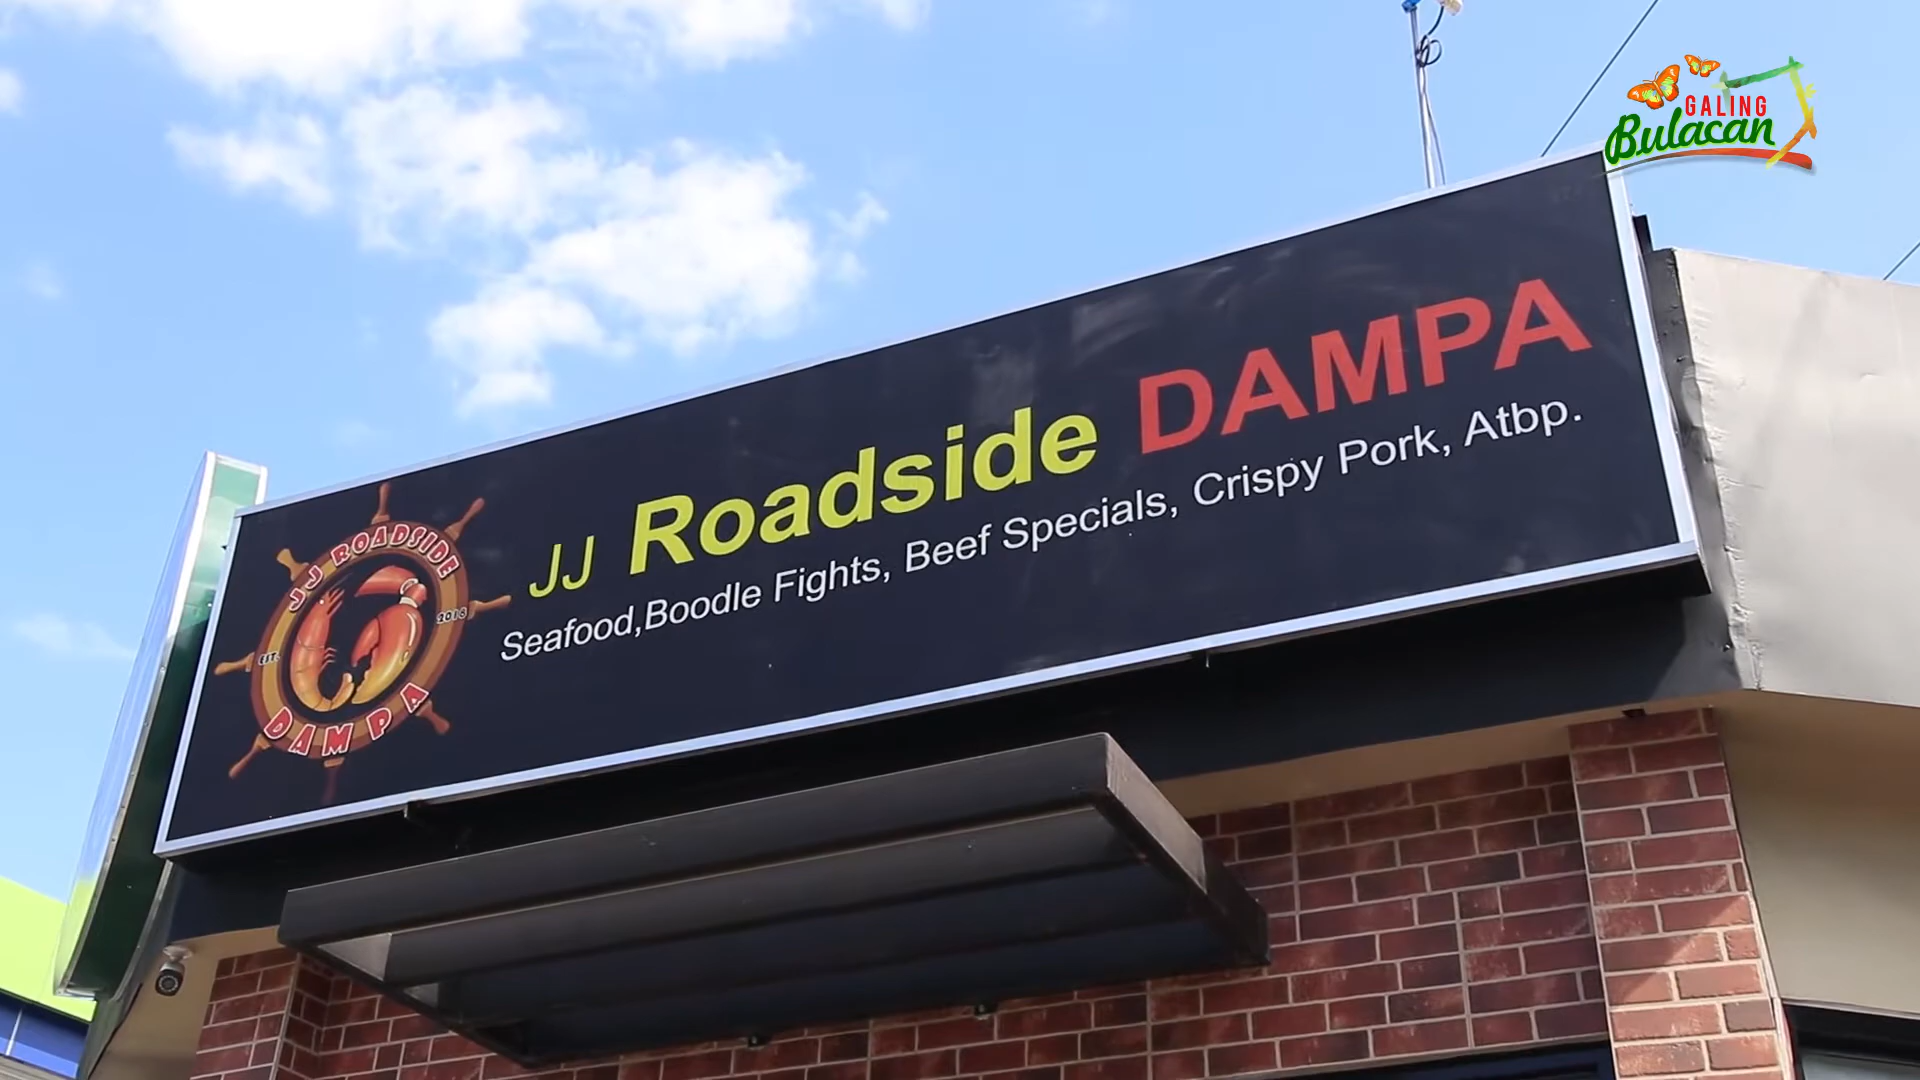 GALING
Bulacan
JJ Roadside DAMPA
Seafood,Boodle Fights, Beef Specials, Crispy Pork, Atbp.
JJ ROADSIDE
EST. 2018
DAMPA